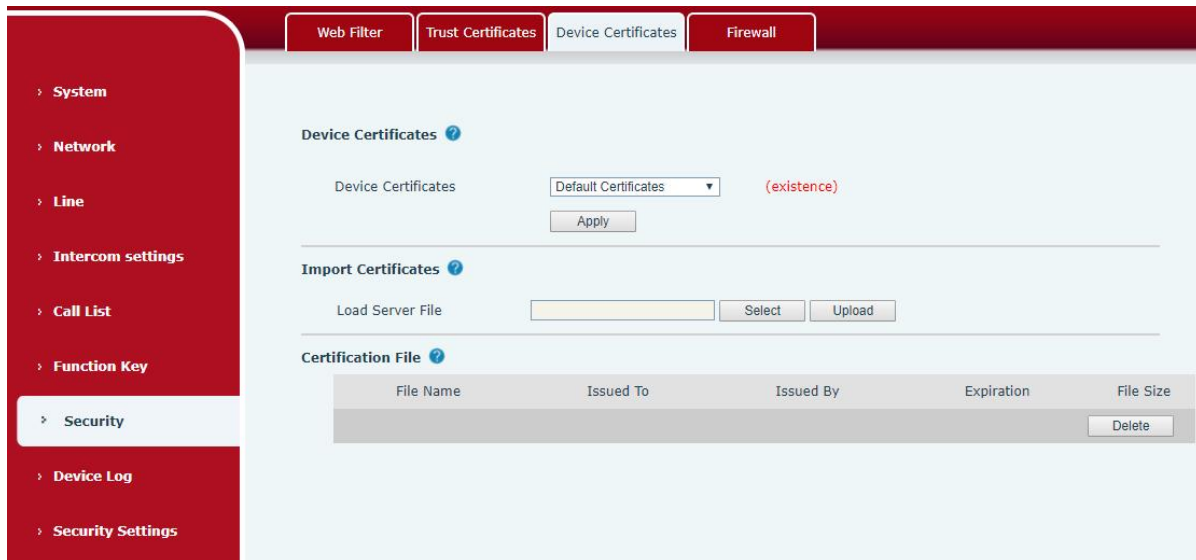 Web Filter
Trust Certificates
Device Certificates
Firewall
System
Network
Line
Intercom settings
Call List
Function Key
Security
Device Log
Security Settings
Device Certificates
Device Certificates Default Certificates (existence)
Apply
Import Certificates
Load Server File Select Upload
Certification File
File Name Issued To Issued By Expiration File Size
Delete